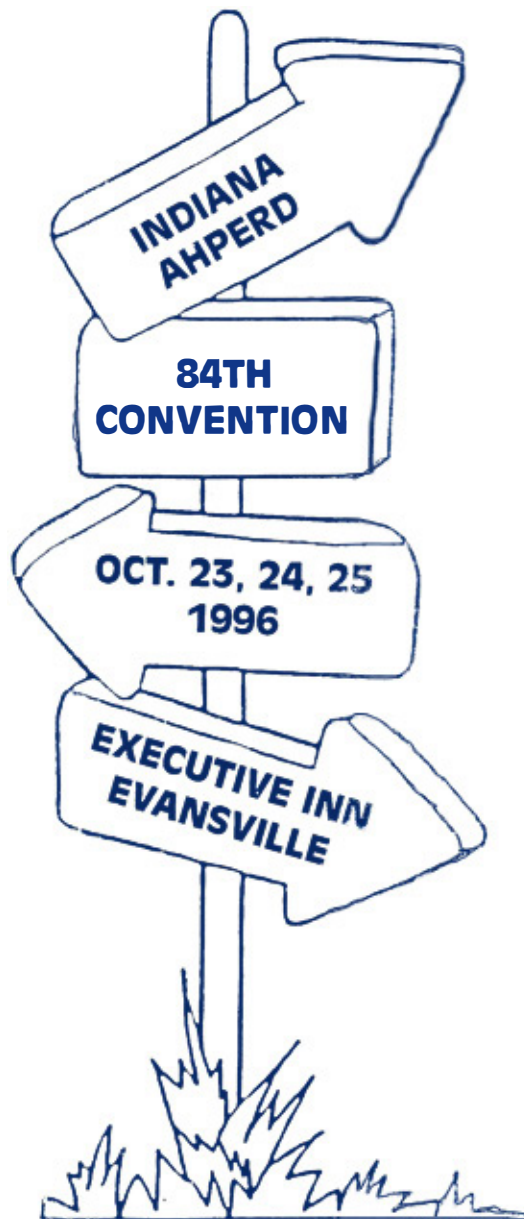 INDIANA
AHPERD
84TH
CONVENTION
OCT. 23, 24, 25
1996
EXECUTIVE INN
EVANSVILLE